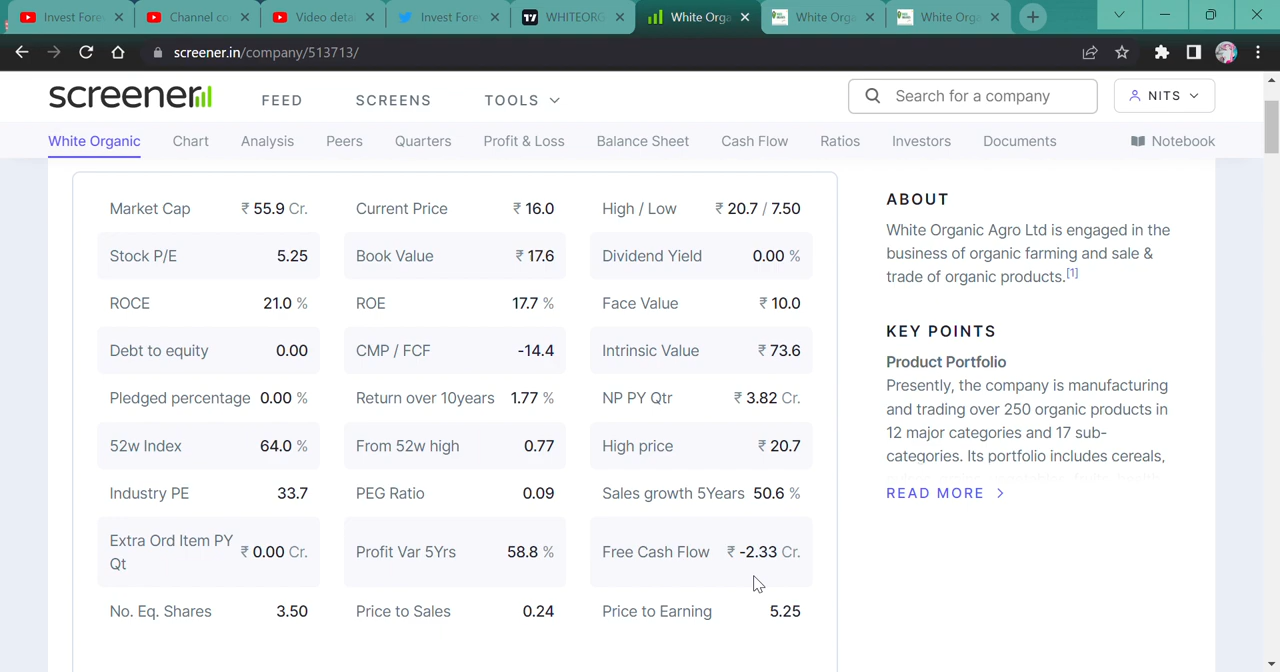 Invest Fores
Channel co
Video deta
Invest Fores
WHITEORG
White Orga
White Orga
White Orga
screener.in/company/513713/
screener
FEED
SCREENS
TOOLS
Search for a company
NITS
White Organic
Chart
Analysis
Peers
Quarters
Profit & Loss
Balance Sheet
Cash Flow
Ratios
Investors
Documents
Notebook
Market Cap ₹ 55.9 Cr.
Current Price ₹ 16.0
High / Low ₹ 20.7 / 7.50
Stock P/E 5.25
Book Value ₹ 17.6
Dividend Yield 0.00 %
ROCE 21.0 %
ROE 17.7 %
Face Value ₹ 10.0
Debt to equity 0.00
CMP / FCF -14.4
Intrinsic Value ₹ 73.6
Pledged percentage 0.00 %
Return over 10years 1.77 %
NP PY Qtr ₹ 3.82 Cr.
52w Index 64.0 %
From 52w high 0.77
High price ₹ 20.7
Industry PE 33.7
PEG Ratio 0.09
Sales growth 5Years 50.6 %
Extra Ord Item PY
Qt ₹ 0.00 Cr.
Profit Var 5Yrs 58.8 %
Free Cash Flow ₹ -2.33 Cr.
No. Eq. Shares 3.50
Price to Sales 0.24
Price to Earning 5.25
ABOUT
White Organic Agro Ltd is engaged in the
business of organic farming and sale &
trade of organic products.[1]
KEY POINTS
Product Portfolio
Presently, the company is manufacturing
and trading over 250 organic products in
12 major categories and 17 sub-
categories. Its portfolio includes cereals,
READ MORE